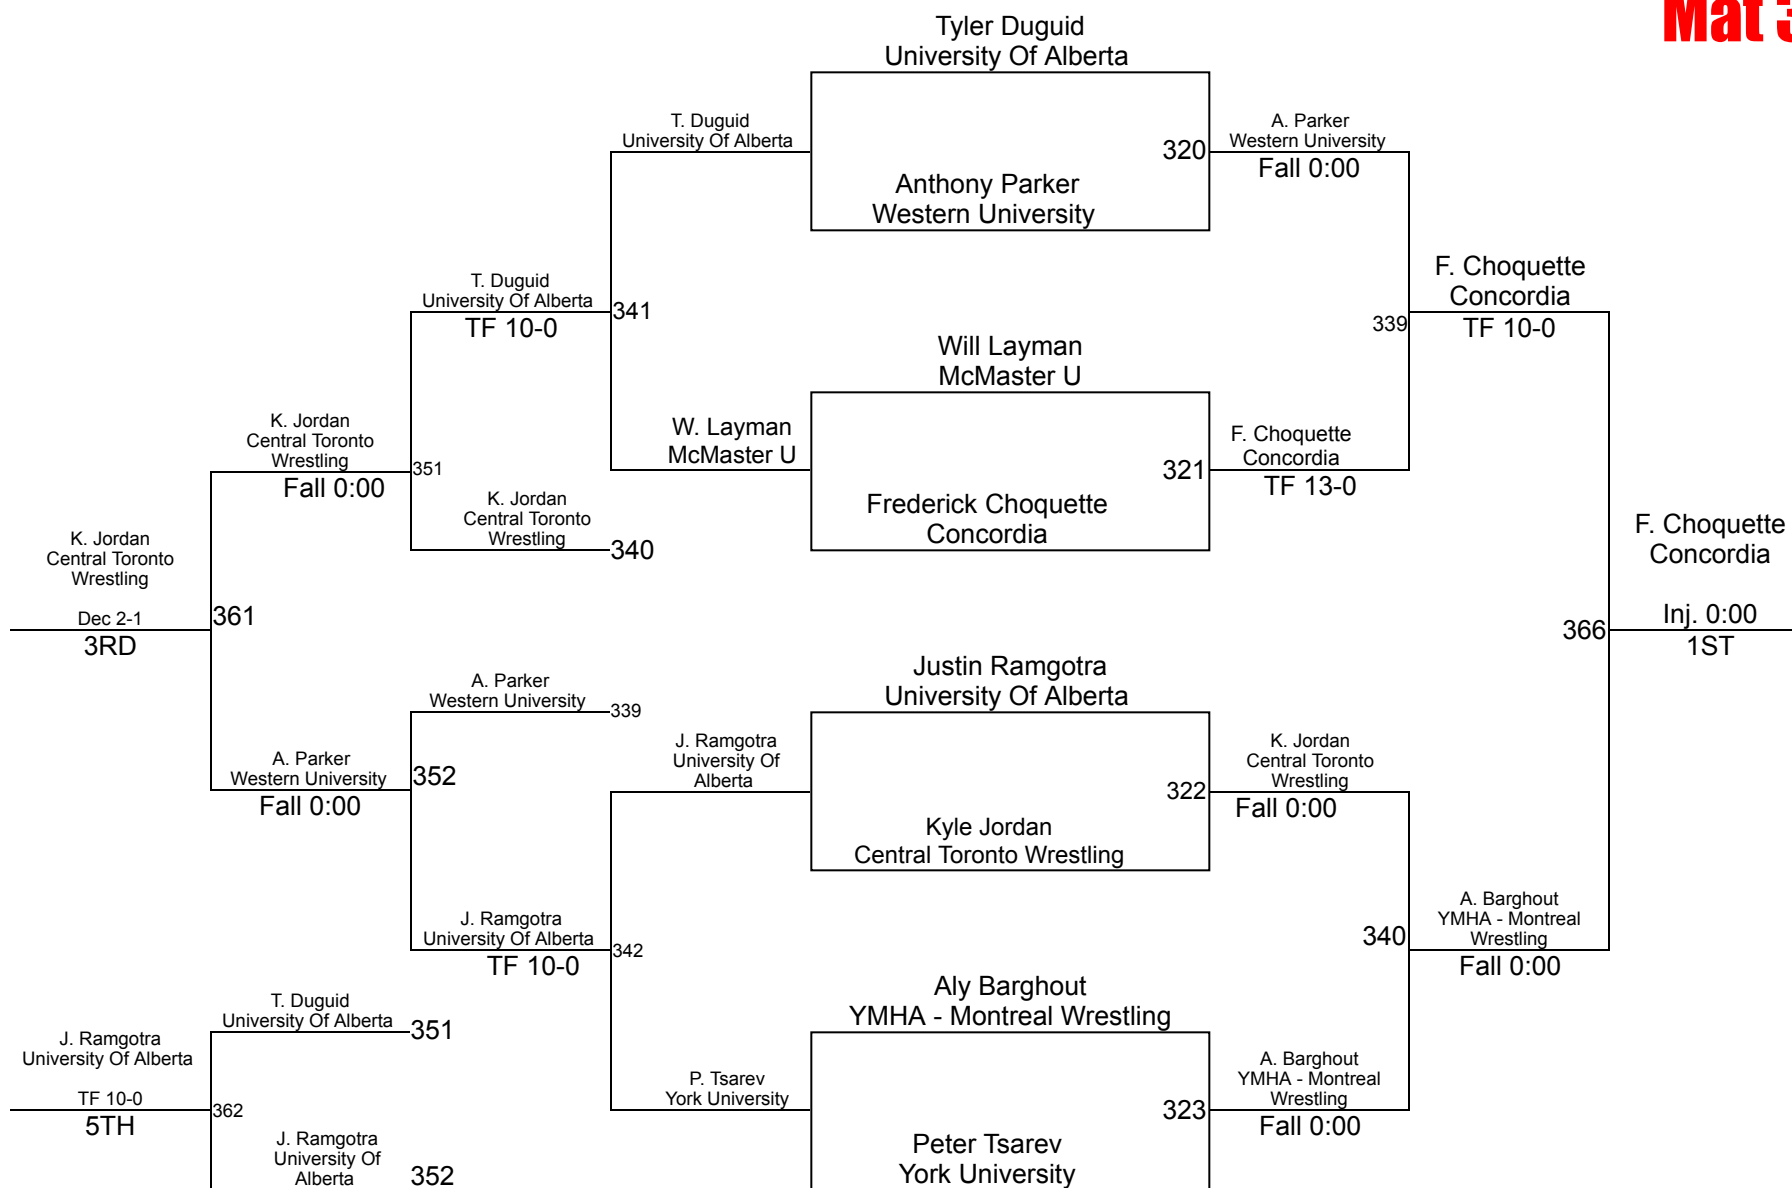 Mat 3
Tyler Duguid
University Of Alberta
T. Duguid
University Of Alberta
320
A. Parker
Western University
Fall 0:00
Anthony Parker
Western University
T. Duguid
University Of Alberta
TF 10-0
341
F. Choquette
Concordia
TF 10-0
339
Will Layman
McMaster U
W. Layman
McMaster U
321
F. Choquette
Concordia
TF 13-0
Frederick Choquette
Concordia
K. Jordan
Central Toronto
Wrestling
Fall 0:00
351
K. Jordan
Central Toronto
Wrestling
340
K. Jordan
Central Toronto
Wrestling
Dec 2-1
3RD
361
F. Choquette
Concordia
Inj. 0:00
1ST
366
A. Parker
Western University
339
Justin Ramgotra
University Of Alberta
J. Ramgotra
University Of
Alberta
322
K. Jordan
Central Toronto
Wrestling
Fall 0:00
A. Parker
Western University
Fall 0:00
352
Kyle Jordan
Central Toronto Wrestling
J. Ramgotra
University Of Alberta
TF 10-0
342
340
A. Barghout
YMHA - Montreal
Wrestling
Fall 0:00
Aly Barghout
YMHA - Montreal Wrestling
T. Duguid
University Of Alberta
351
J. Ramgotra
University Of Alberta
TF 10-0
5TH
362
P. Tsarev
York University
323
A. Barghout
YMHA - Montreal
Wrestling
Fall 0:00
J. Ramgotra
University Of
Alberta
352
Peter Tsarev
York University